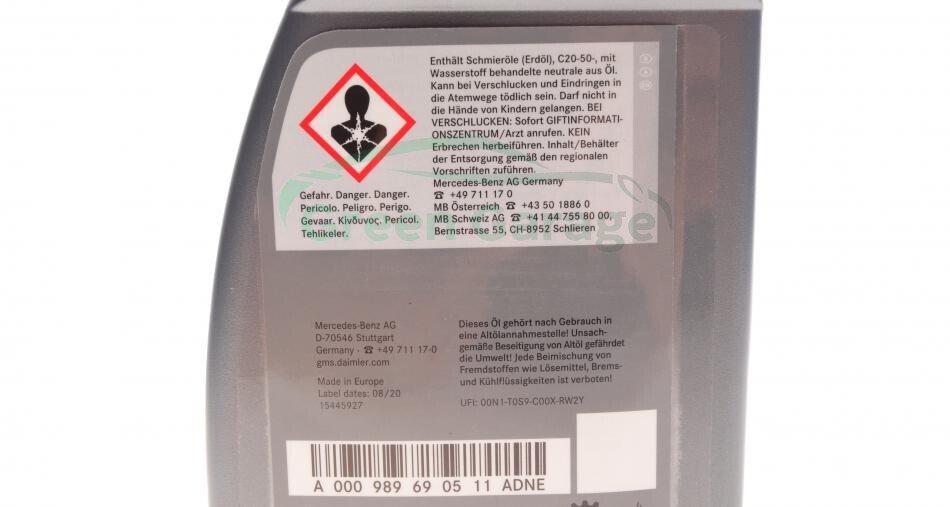 Enthält Schmieröle (Erdöl), C20-50-, mit
Wasserstoff behandelte neutrale aus Öl.
Kann bei Verschlucken und Eindringen in
die Atemwege tödlich sein. Darf nicht in
die Hände von Kindern gelangen. BEI
VERSCHLUCKEN: Sofort GIFTINFORMATI-
ONSZENTRUM/Arzt anrufen. KEIN
Erbrechen herbeiführen. Inhalt/Behälter
der Entsorgung gemäß den regionalen
Vorschriften zuführen.
Mercedes-Benz AG Germany
☎ +49 711 17 0
MB Österreich ☎ +43 50 1886 0
MB Schweiz AG ☎ +41 44 755 88 00,
Bernstrasse 55, CH-8952 Schlieren
Gefahr. Danger. Danger.
Pericolo. Peligro. Perigo.
Gevaar. Κίνδυνος. Pericol.
Tehlikeler.
Green Garage
Mercedes-Benz AG
D-70546 Stuttgart
Germany · ☎ +49 711 17-0
gms.daimler.com
Made in Europe
Label dates: 08/20
15445927
Dieses Öl gehört nach Gebrauch in
eine Altölannahmestelle! Unsach-
gemäße Beseitigung von Altöl gefährdet
die Umwelt! Jede Beimischung von
Fremdstoffen wie Lösemittel, Brems-
und Kühlflüssigkeiten ist verboten!
UFI: 00N1-T0S9-C00X-RW2Y
A 000 989 69 05 11 ADNE